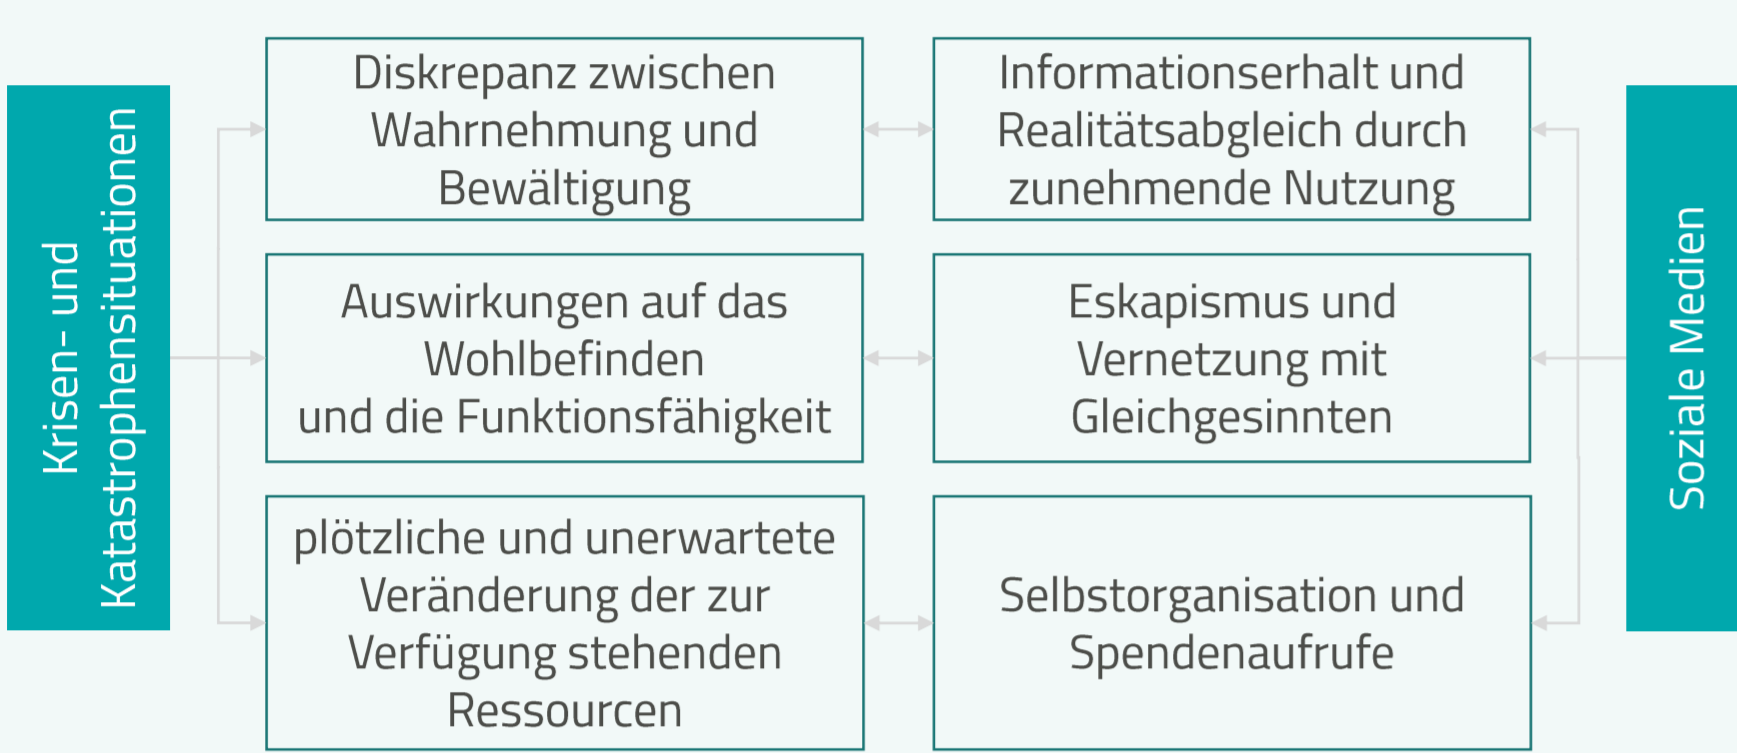 Krisen- und
Katastrophensituationen
Diskrepanz zwischen
Wahrnehmung und
Bewältigung
Informationserhalt und
Realitätsabgleich durch
zunehmende Nutzung
Auswirkungen auf das
Wohlbefinden
und die Funktionsfähigkeit
Eskapismus und
Vernetzung mit
Gleichgesinnten
plötzliche und unerwartete
Veränderung der zur
Verfügung stehenden
Ressourcen
Selbstorganisation und
Spendenaufrufe
Soziale Medien